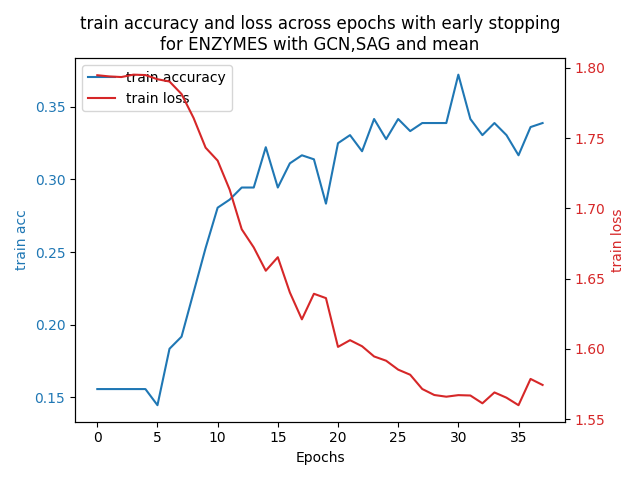 train accuracy and loss across epochs with early stopping
for ENZYMES with GCN,SAG and mean
train accuracy
train loss
0.35
0.30
0.25
0.20
0.15
train acc
1.80
1.75
1.70
1.65
1.60
1.55
train loss
0 5 10 15 20 25 30 35
Epochs